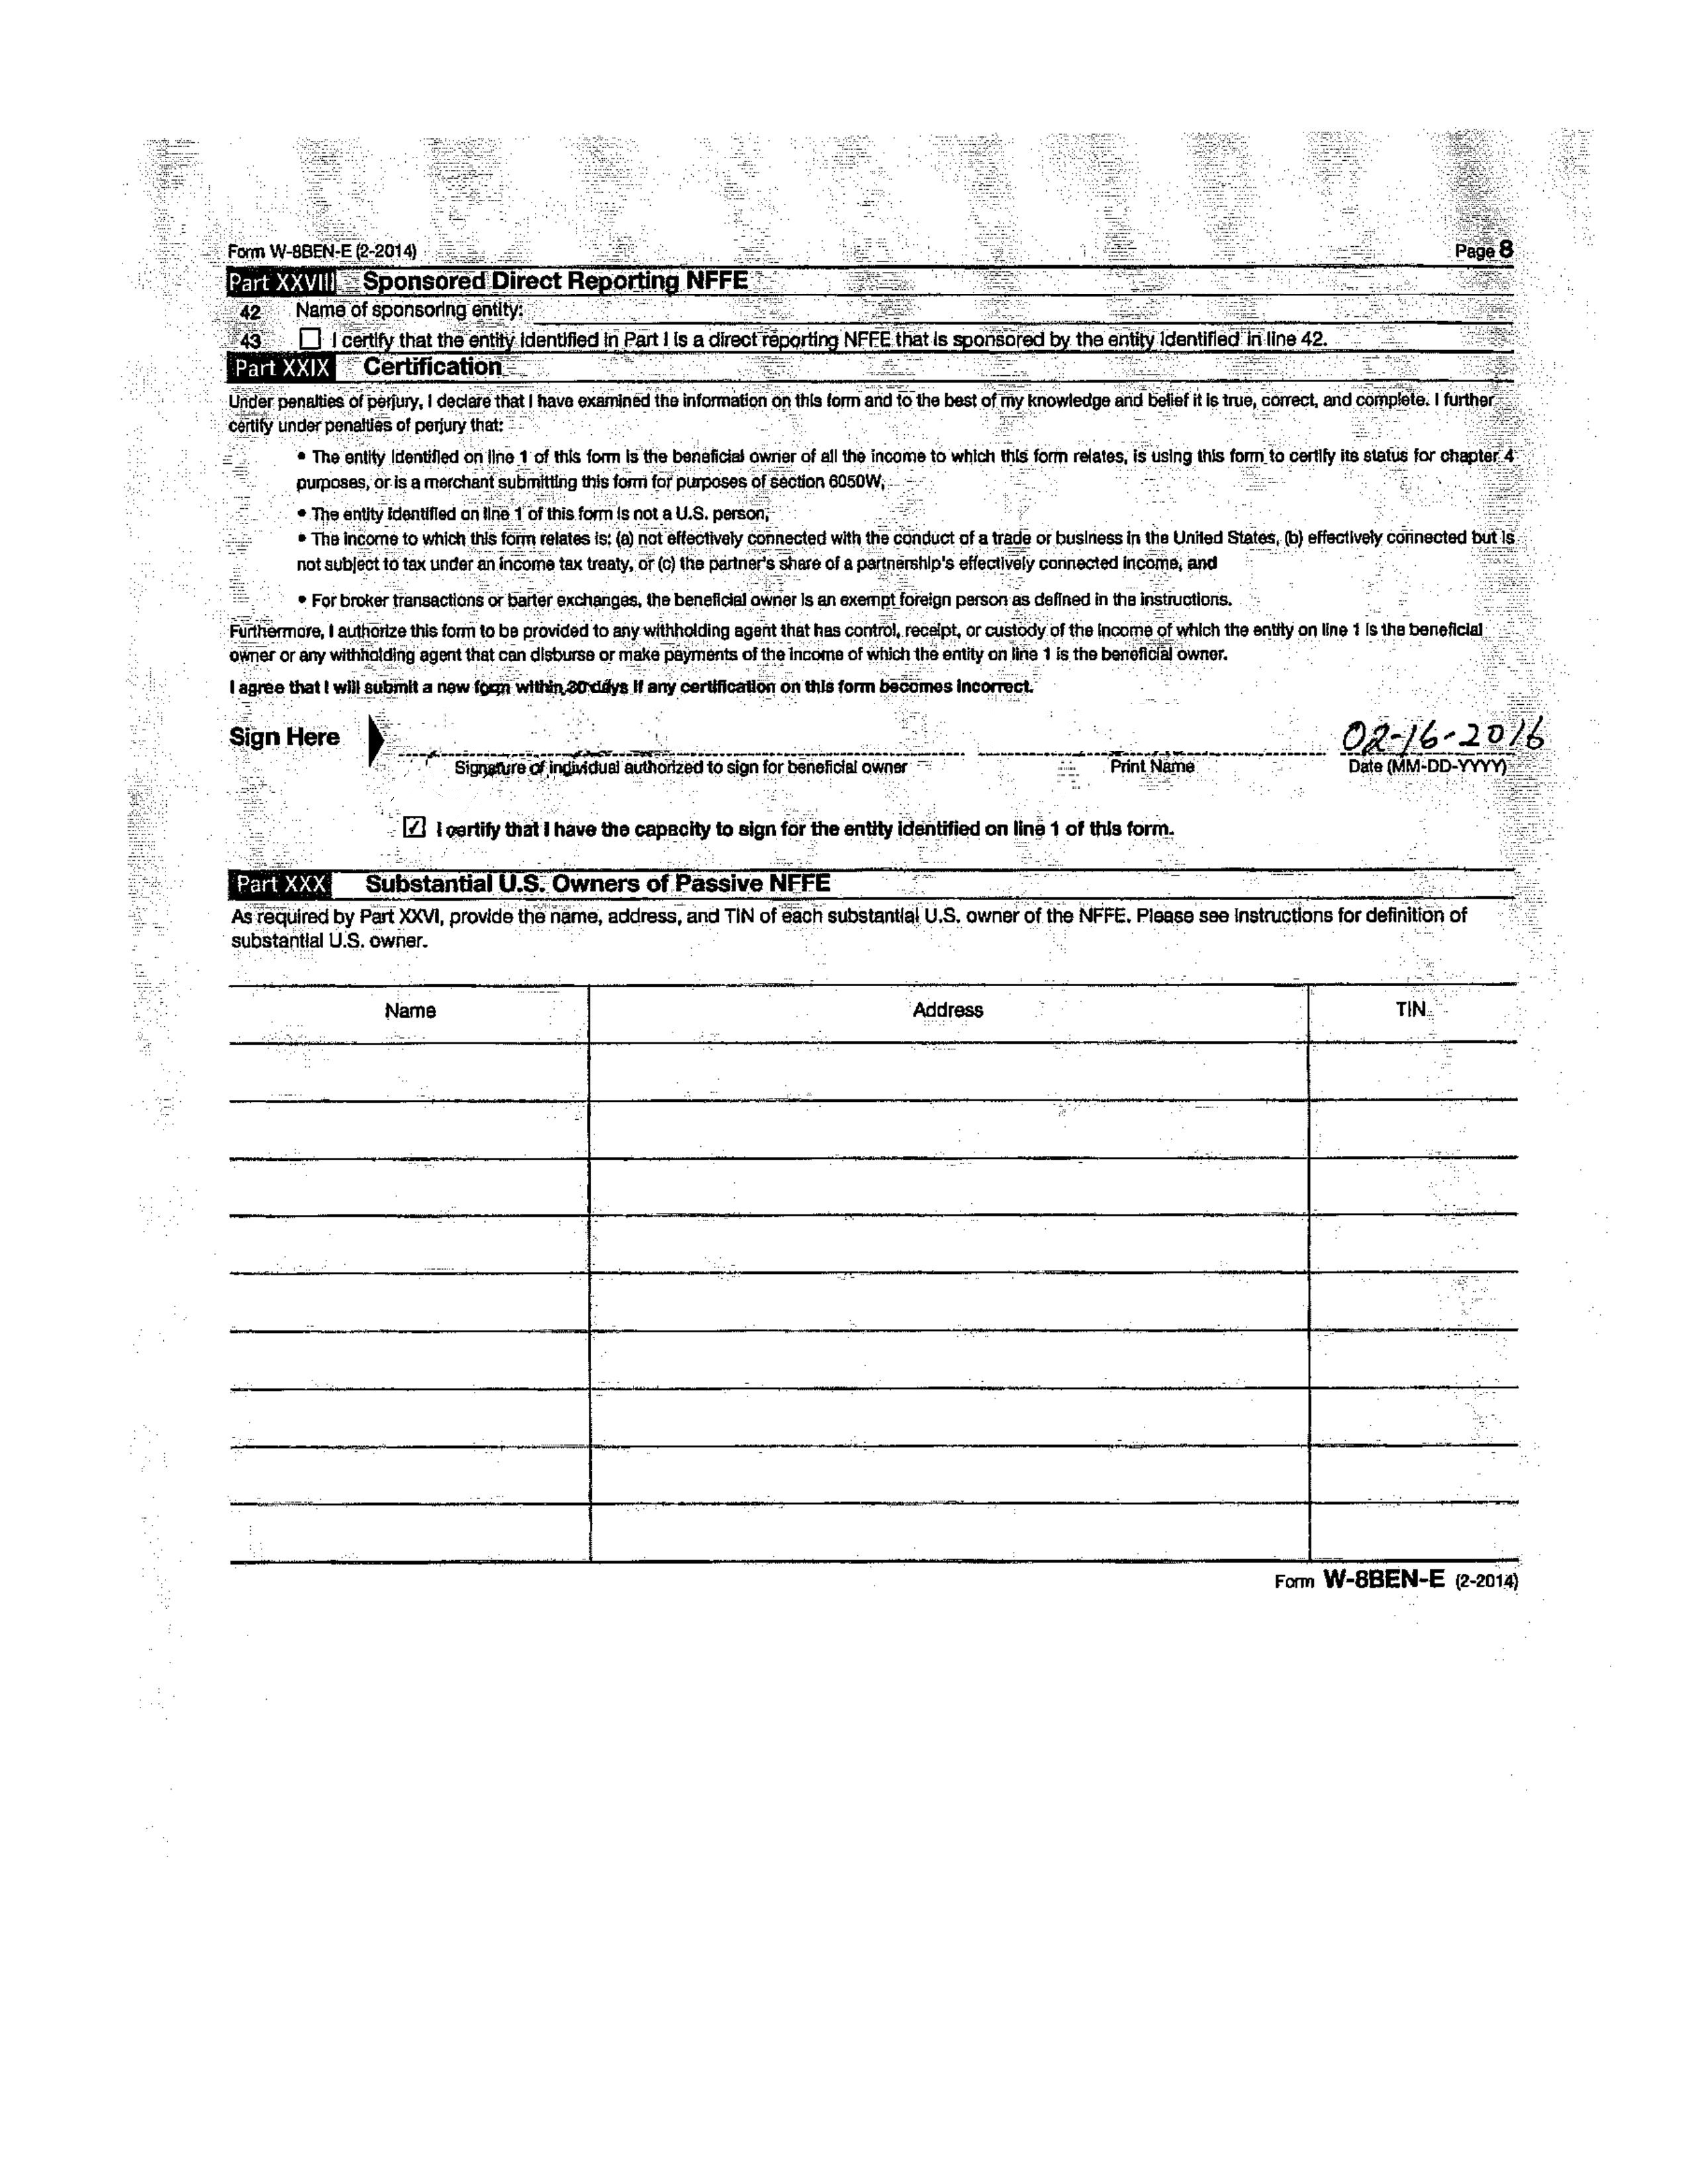 Form W-8BEN-E (2-2014) Page 8
Part XXVIII Sponsored Direct Reporting NFFE
42 Name of sponsoring entity:
43 ☐ I certify that the entity identified in Part I is a direct reporting NFFE that is sponsored by the entity identified in line 42.
Part XXIX Certification
Under penalties of perjury, I declare that I have examined the information on this form and to the best of my knowledge and belief it is true, correct, and complete. I further
certify under penalties of perjury that:
• The entity identified on line 1 of this form is the beneficial owner of all the income to which this form relates, is using this form to certify its status for chapter 4
purposes, or is a merchant submitting this form for purposes of section 6050W,
• The entity identified on line 1 of this form is not a U.S. person,
• The income to which this form relates is: (a) not effectively connected with the conduct of a trade or business in the United States, (b) effectively connected but is
not subject to tax under an income tax treaty, or (c) the partner's share of a partnership's effectively connected income, and
• For broker transactions or barter exchanges, the beneficial owner is an exempt foreign person as defined in the instructions.
Furthermore, I authorize this form to be provided to any withholding agent that has control, receipt, or custody of the income of which the entity on line 1 is the beneficial
owner or any withholding agent that can disburse or make payments of the income of which the entity on line 1 is the beneficial owner.
I agree that I will submit a new form within 30 days if any certification on this form becomes incorrect.
Sign Here 02-16-2016
Signature of individual authorized to sign for beneficial owner Print Name Date (MM-DD-YYYY)
☑ I certify that I have the capacity to sign for the entity identified on line 1 of this form.
Part XXX Substantial U.S. Owners of Passive NFFE
As required by Part XXVI, provide the name, address, and TIN of each substantial U.S. owner of the NFFE. Please see instructions for definition of
substantial U.S. owner.
Name Address TIN
Form W-8BEN-E (2-2014)